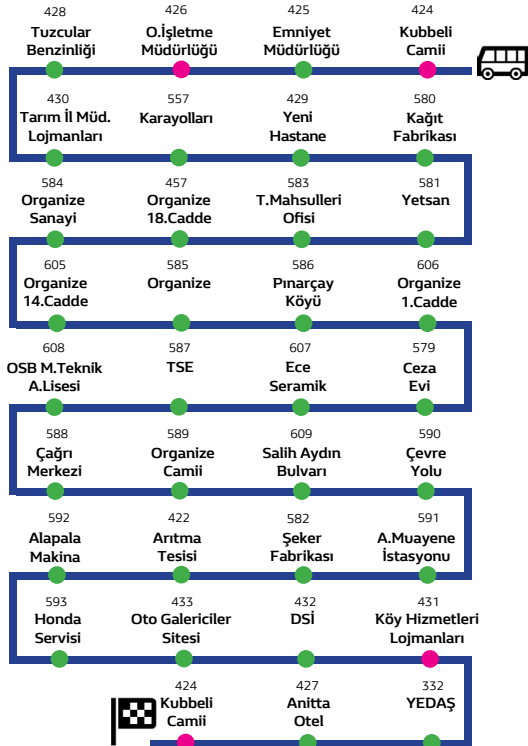 428
Tuzcular
Benzinliği
426
O.İşletme
Müdürlüğü
425
Emniyet
Müdürlüğü
424
Kubbeli
Camii
430
Tarım İl Müd.
Lojmanları
557
Karayolları
429
Yeni
Hastane
580
Kağıt
Fabrikası
584
Organize
Sanayi
457
Organize
18.Cadde
583
T.Mahsulleri
Ofisi
581
Yetsan
605
Organize
14.Cadde
585
Organize
586
Pınarçay
Köyü
606
Organize
1.Cadde
608
OSB M.Teknik
A.Lisesi
587
TSE
607
Ece
Seramik
579
Ceza
Evi
588
Çağrı
Merkezi
589
Organize
Camii
609
Salih Aydın
Bulvarı
590
Çevre
Yolu
592
Alapala
Makina
422
Arıtma
Tesisi
582
Şeker
Fabrikası
591
A.Muayene
İstasyonu
593
Honda
Servisi
433
Oto Galericiler
Sitesi
432
DSİ
431
Köy Hizmetleri
Lojmanları
424
Kubbeli
Camii
427
Anitta
Otel
332
YEDAŞ